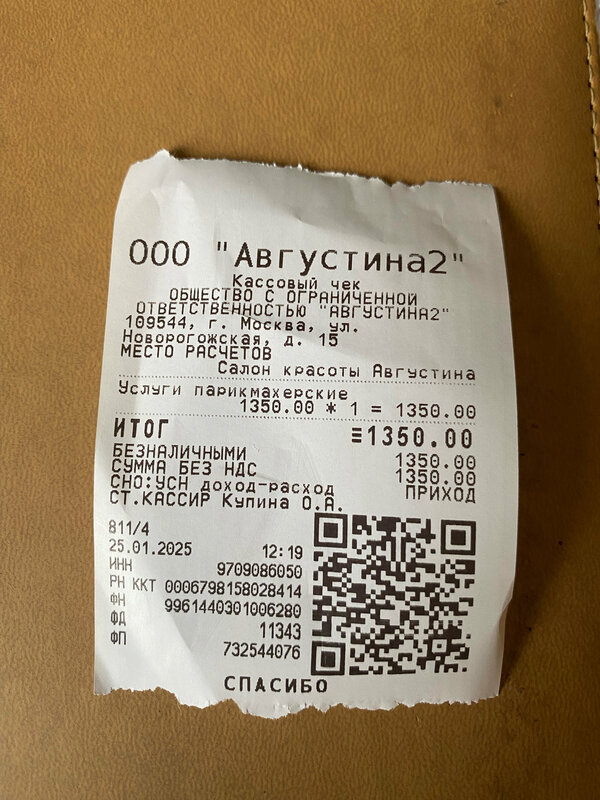 ООО "Августина2"
Кассовый чек
ОБЩЕСТВО С ОГРАНИЧЕННОЙ
ОТВЕТСТВЕННОСТЬЮ "АВГУСТИНА2"
109544, г. Москва, ул.
Новорогожская, д. 15
МЕСТО РАСЧЕТОВ
Салон красоты Августина
Услуги парикмахерские
1350.00 * 1 = 1350.00
ИТОГ ≡1350.00
БЕЗНАЛИЧНЫМИ 1350.00
СУММА БЕЗ НДС 1350.00
СНО:УСН доход-расход ПРИХОД
СТ.КАССИР Купина О.А.
811/4
25.01.2025 12:19
ИНН 9709086050
РН ККТ 0006798158028414
ФН 9961440301006280
ФД 11343
ФП 732544076
СПАСИБО